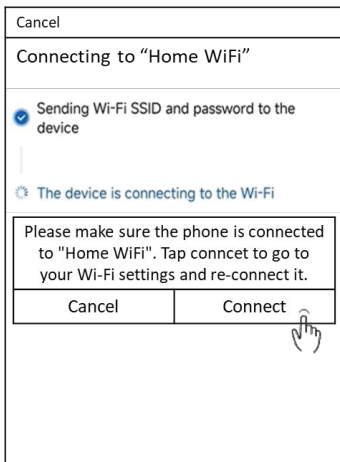 Cancel
Connecting to “Home WiFi”
Sending Wi-Fi SSID and password to the
device
The device is connecting to the Wi-Fi
Please make sure the phone is connected
to "Home WiFi". Tap conncet to go to
your Wi-Fi settings and re-connect it.
Cancel
Connect